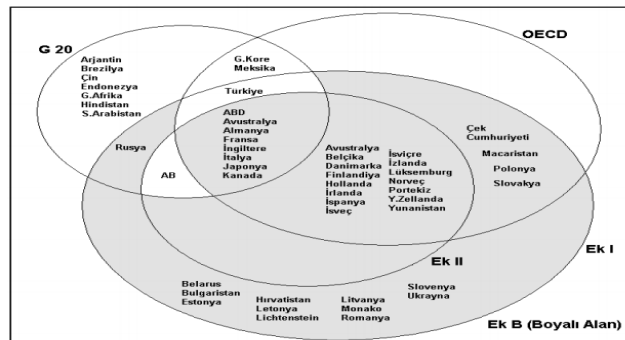 G 20
OECD
Arjantin
Brezilya
Çin
Endonezya
G.Afrika
Hindistan
S.Arabistan
G.Kore
Meksika
Türkiye
Rusya
AB
ABD
Avustralya
Almanya
Fransa
İngiltere
İtalya
Japonya
Kanada
Avustralya
Belçika
Danimarka
Finlandiya
Hollanda
İrlanda
İspanya
İsveç
İsviçre
İzlanda
Lüksemburg
Norveç
Portekiz
Y.Zellanda
Yunanistan
Çek
Cumhuriyeti
Macaristan
Polonya
Slovakya
Ek I
Ek II
Belarus
Bulgaristan
Estonya
Hırvatistan
Letonya
Lichtenstein
Litvanya
Monako
Romanya
Slovenya
Ukrayna
Ek B (Boyalı Alan)